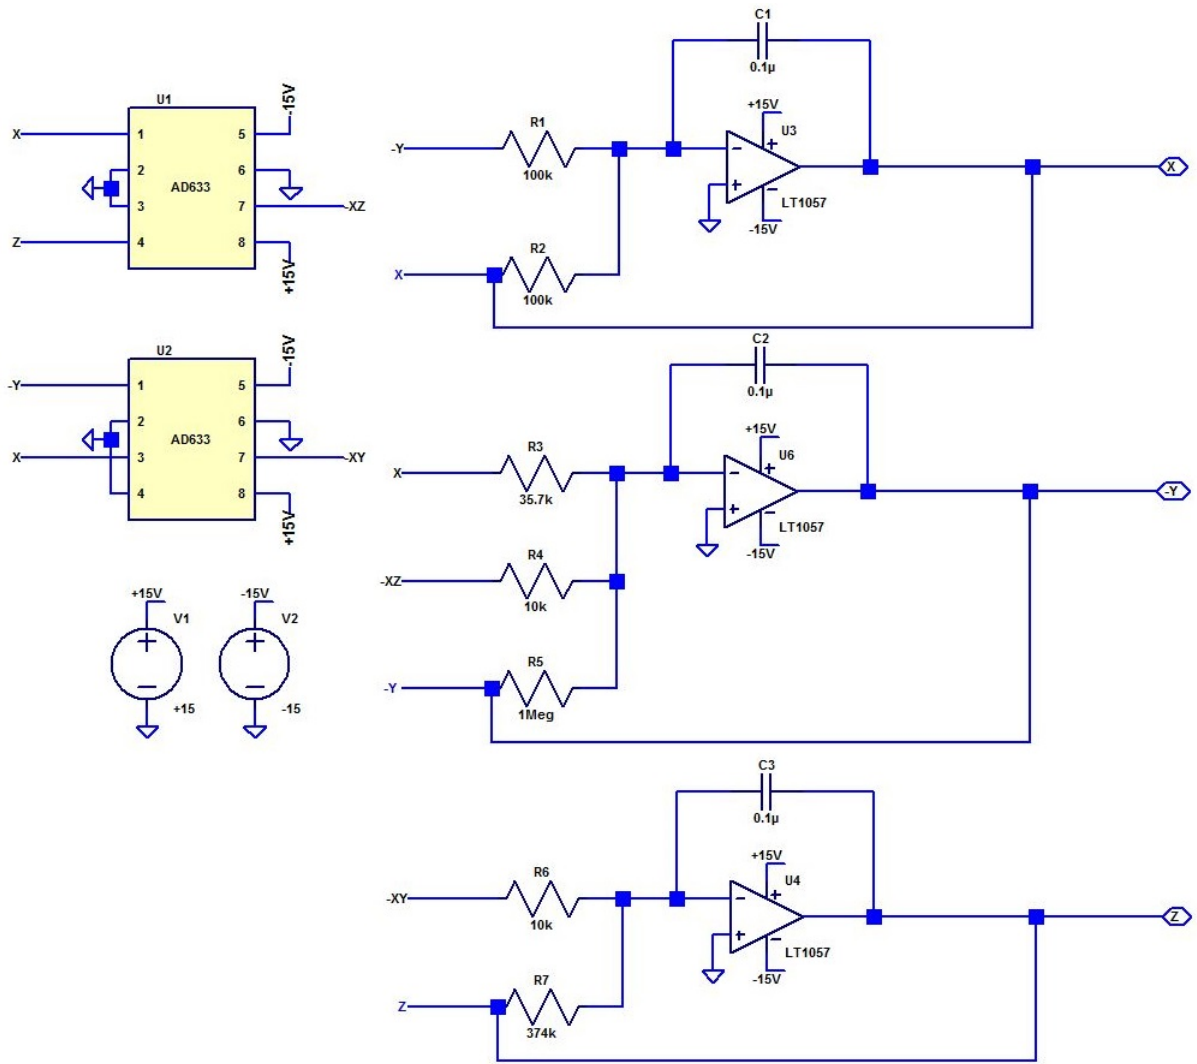 U1
AD633
X
Z
1
2
3
4
5
6
7
8
-15V
-XZ
+15V
U2
AD633
-Y
X
1
2
3
4
5
6
7
8
-15V
-XY
+15V
+15V
V1
+15
-15V
V2
-15
C1
0.1µ
R1
-Y
100k
R2
X
100k
+15V
U3
LT1057
-15V
X
C2
0.1µ
R3
X
35.7k
R4
-XZ
10k
R5
-Y
1Meg
+15V
U6
LT1057
-15V
-Y
C3
0.1µ
R6
-XY
10k
R7
Z
374k
+15V
U4
LT1057
-15V
Z